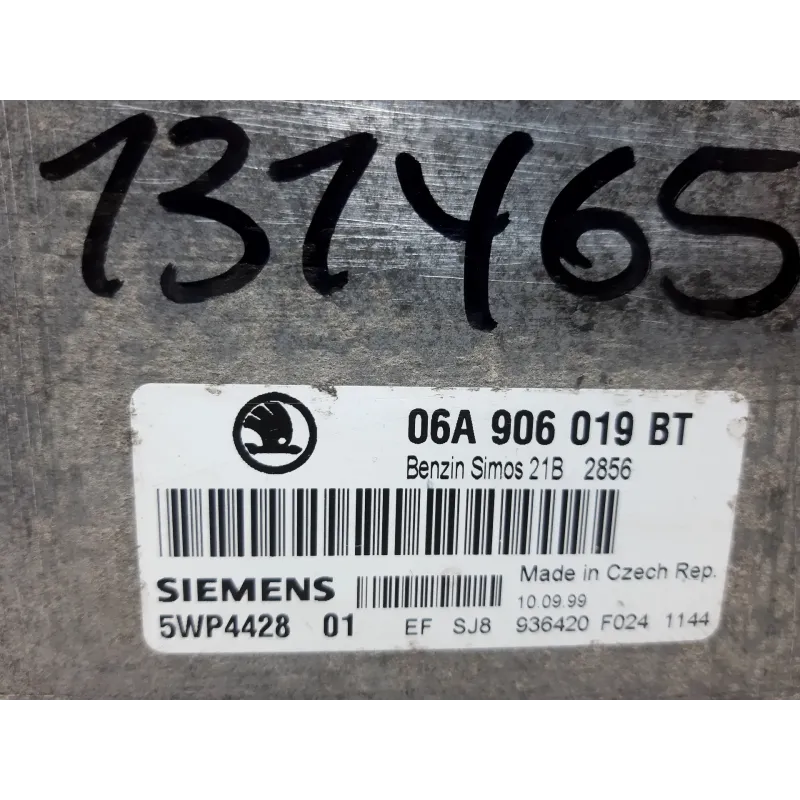 131465
06A 906 019 BT
Benzin Simos 21B 2856
SIEMENS
Made in Czech Rep.
10.09.99
5WP4428 01 EF SJ8 936420 F024 1144